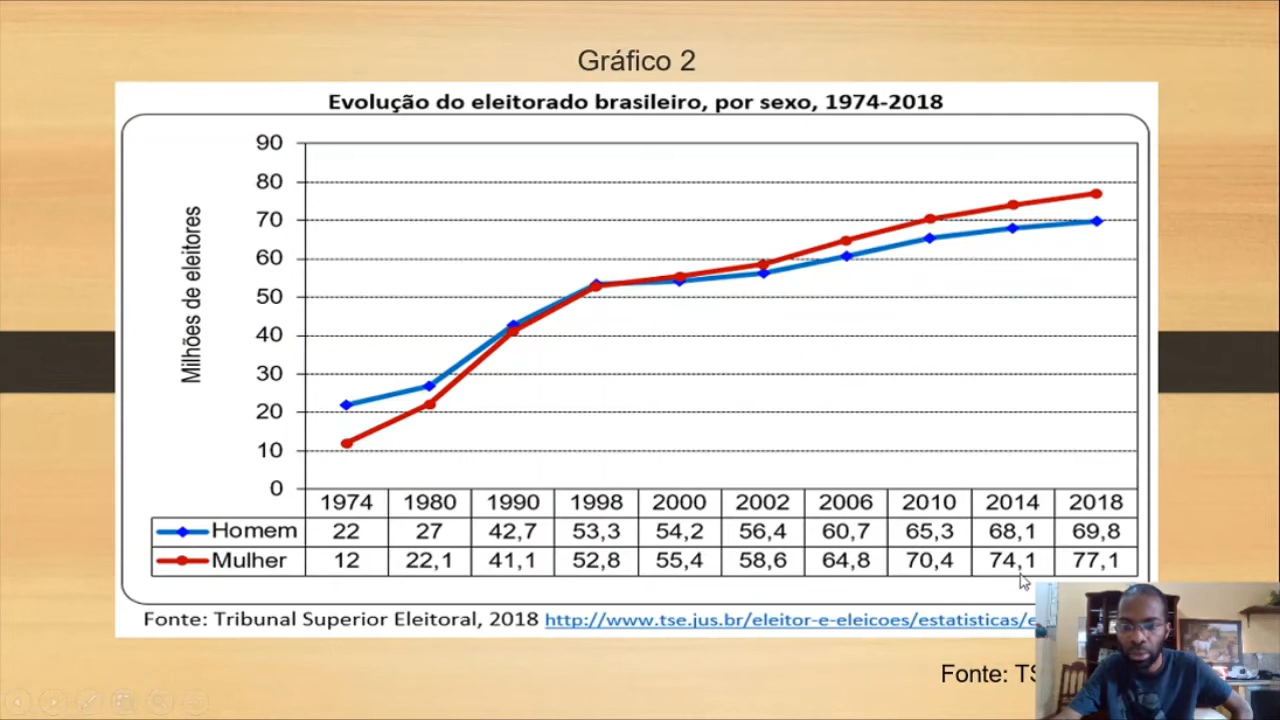 Gráfico 2
Evolução do eleitorado brasileiro, por sexo, 1974-2018
Milhões de eleitores
90
80
70
60
50
40
30
20
10
0
1974 1980 1990 1998 2000 2002 2006 2010 2014 2018
Homem 22 27 42,7 53,3 54,2 56,4 60,7 65,3 68,1 69,8
Mulher 12 22,1 41,1 52,8 55,4 58,6 64,8 70,4 74,1 77,1
Fonte: Tribunal Superior Eleitoral, 2018 http://www.tse.jus.br/eleitor-e-eleicoes/estatisticas/e
Fonte: TS